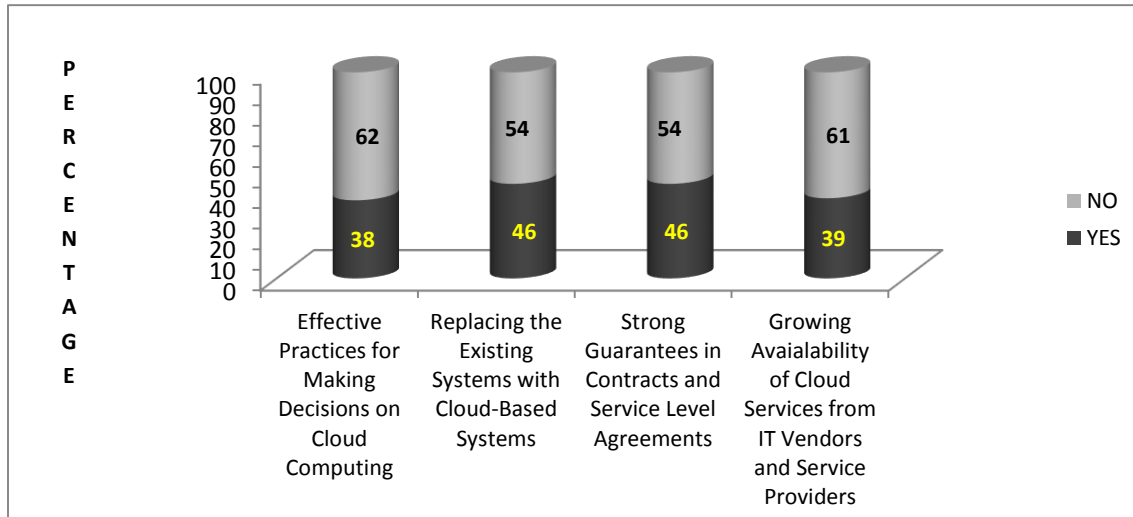 P
E
R
C
E
N
T
A
G
E
100
90
80
70
60
50
40
30
20
10
0
62
54
54
61
38
46
46
39
NO
YES
Effective
Practices for
Making
Decisions on
Cloud
Computing
Replacing the
Existing
Systems with
Cloud-Based
Systems
Strong
Guarantees in
Contracts and
Service Level
Agreements
Growing
Avaialability
of Cloud
Services from
IT Vendors
and Service
Providers